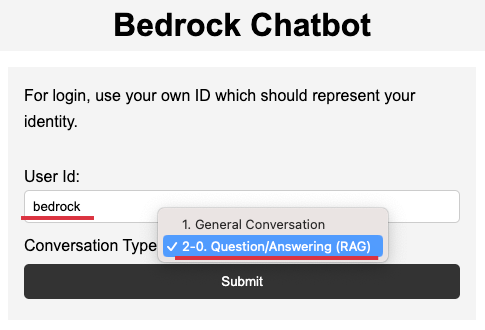 Bedrock Chatbot
For login, use your own ID which should represent your
identity.
User Id:
bedrock
1. General Conversation
Conversation Type
✓ 2-0. Question/Answering (RAG)
Submit